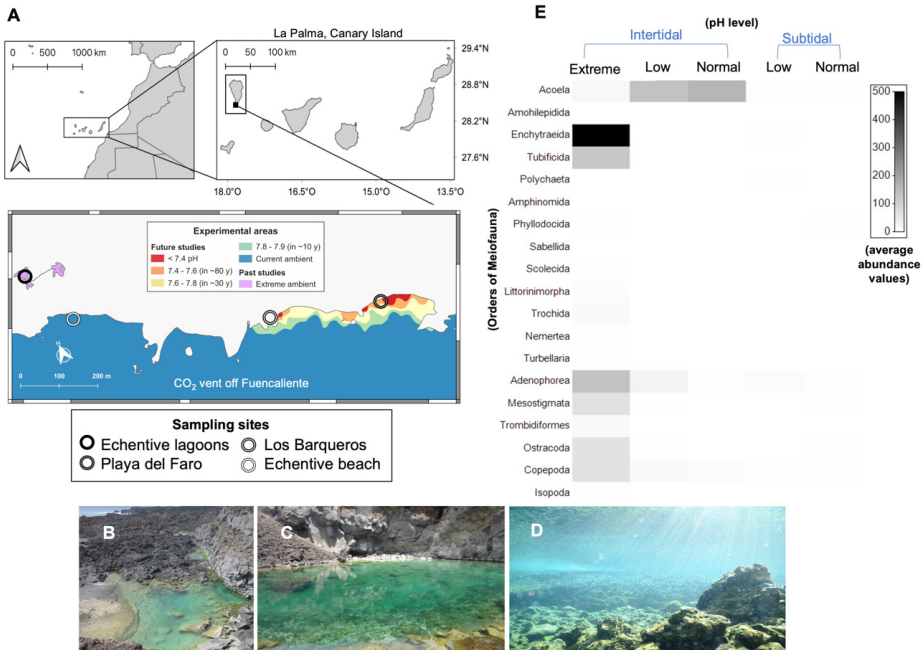 A
0 500 1000 km
La Palma, Canary Island
0 50 100 km
29.4°N
28.8°N
28.2°N
27.6°N
18.0°N 16.5°O 15.0°O 13.5°O
Experimental areas
Future studies
< 7.4 pH
7.4 - 7.6 (in ~80 y)
7.6 - 7.8 (in ~30 y)
7.8 - 7.9 (in ~10 y)
Current ambient
Past studies
Extreme ambient
0 100 200 m
CO2 vent off Fuencaliente
Sampling sites
Echentive lagoons
Playa del Faro
Los Barqueros
Echentive beach
E
(pH level)
Intertidal Subtidal
Extreme Low Normal Low Normal
(Orders of Meiofauna)
Acoela
Amohilepidida
Enchytraeida
Tubificida
Polychaeta
Amphinomida
Phyllodocida
Sabellida
Scolecida
Littorinimorpha
Trochida
Nemertea
Turbellaria
Adenophorea
Mesostigmata
Trombidiformes
Ostracoda
Copepoda
Isopoda
500
400
300
200
100
0
(average
abundance
values)
B
C
D